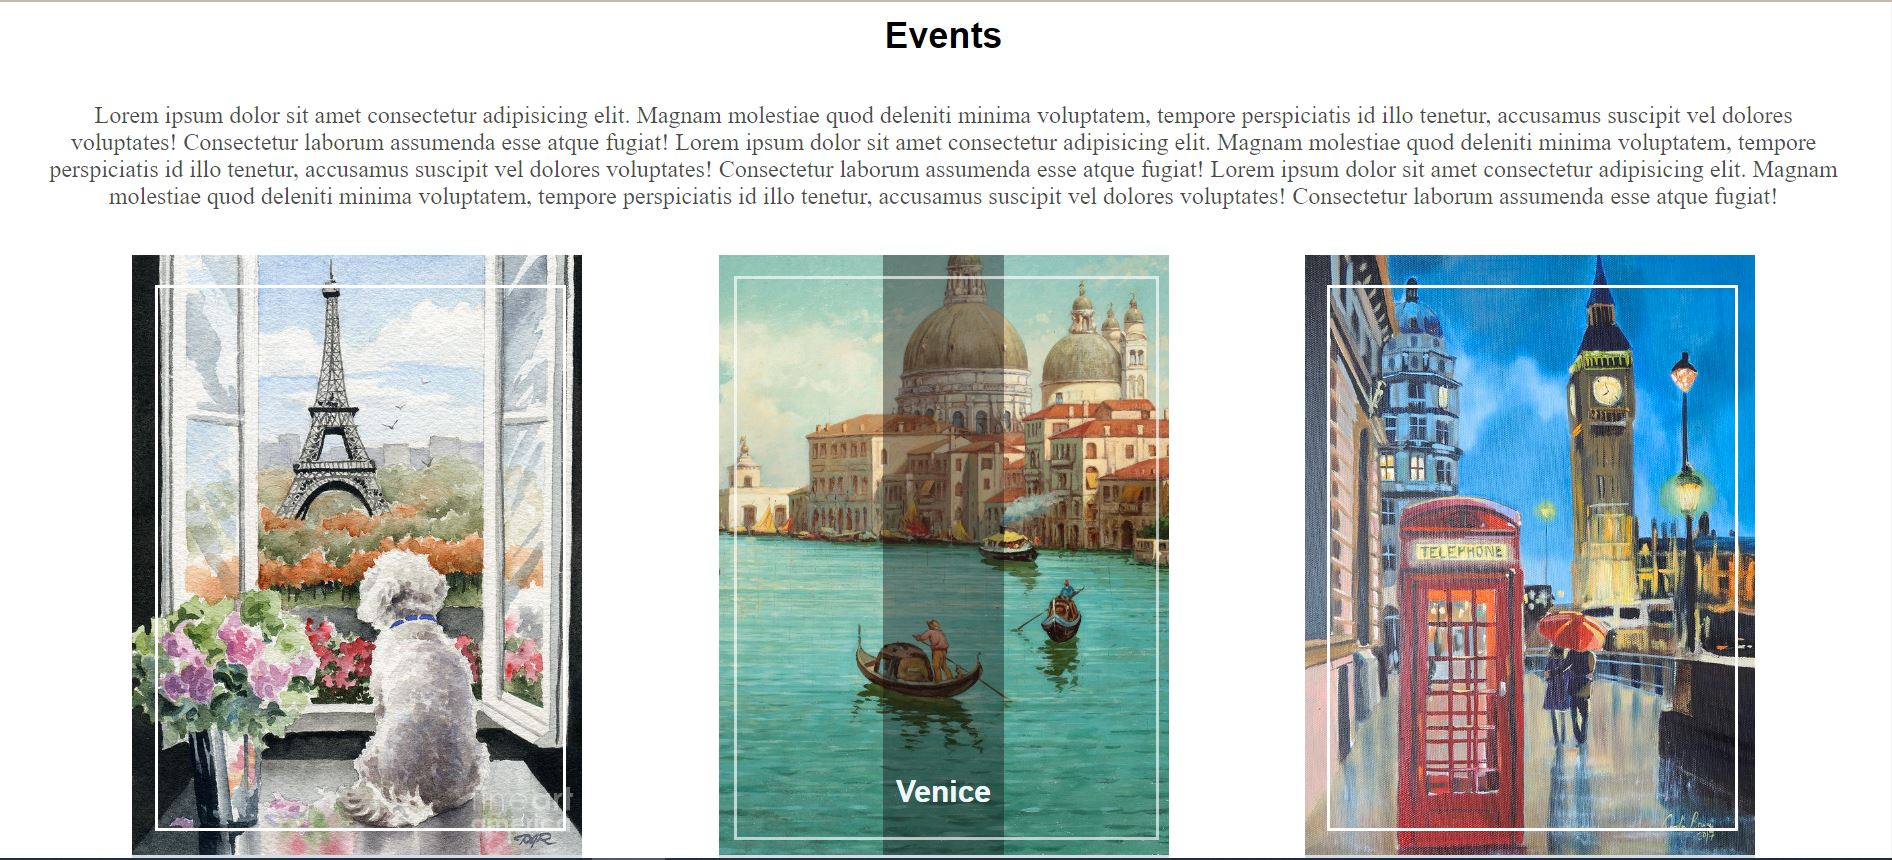 Events
Lorem ipsum dolor sit amet consectetur adipisicing elit. Magnam molestiae quod deleniti minima voluptatem, tempore perspiciatis id illo tenetur, accusamus suscipit vel dolores
voluptates! Consectetur laborum assumenda esse atque fugiat! Lorem ipsum dolor sit amet consectetur adipisicing elit. Magnam molestiae quod deleniti minima voluptatem, tempore
perspiciatis id illo tenetur, accusamus suscipit vel dolores voluptates! Consectetur laborum assumenda esse atque fugiat! Lorem ipsum dolor sit amet consectetur adipisicing elit. Magnam
molestiae quod deleniti minima voluptatem, tempore perspiciatis id illo tenetur, accusamus suscipit vel dolores voluptates! Consectetur laborum assumenda esse atque fugiat!
TELEPHONE
Venice
fine art
america